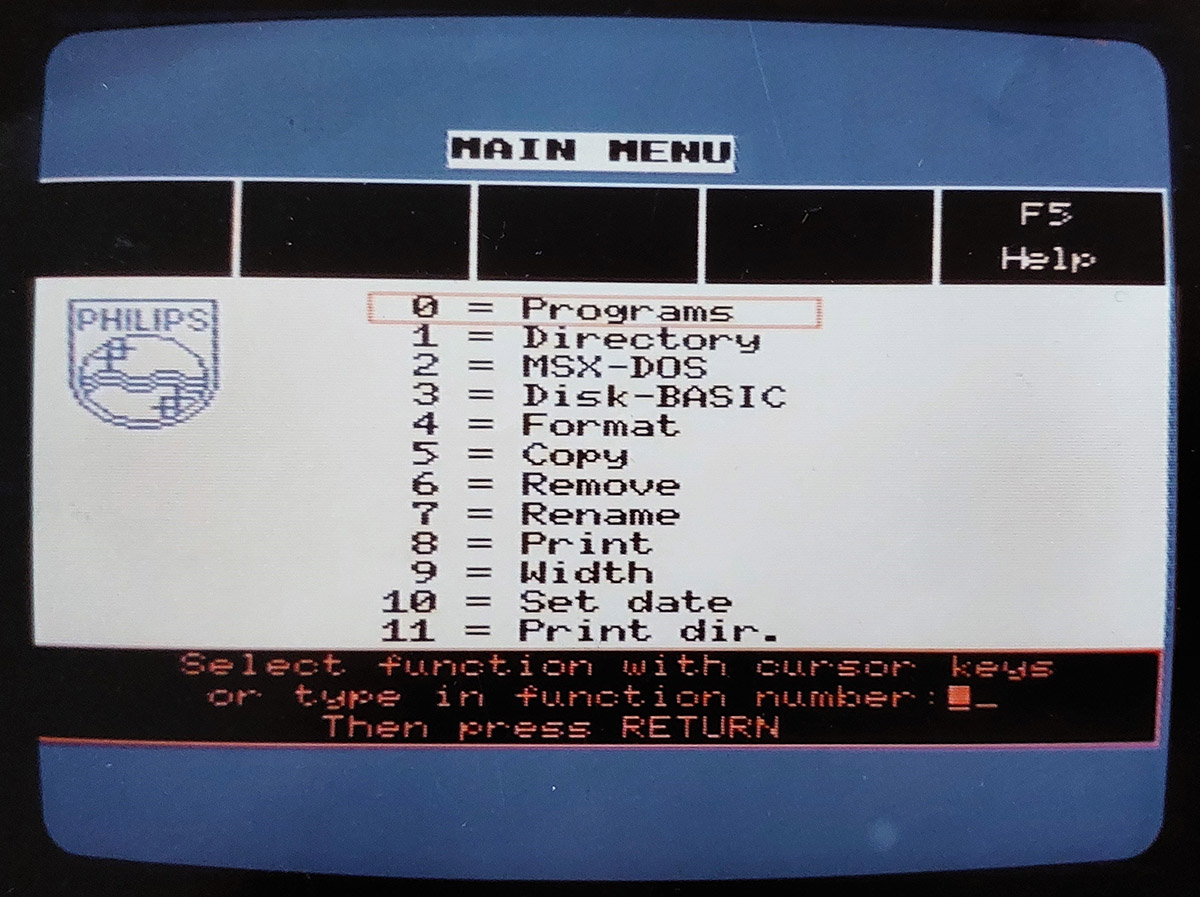 MAIN MENU
F5
Help
PHILIPS
0 = Programs
1 = Directory
2 = MSX-DOS
3 = Disk-BASIC
4 = Format
5 = Copy
6 = Remove
7 = Rename
8 = Print
9 = Width
10 = Set date
11 = Print dir.
Select function with cursor keys
or type in function number:■_
Then press RETURN